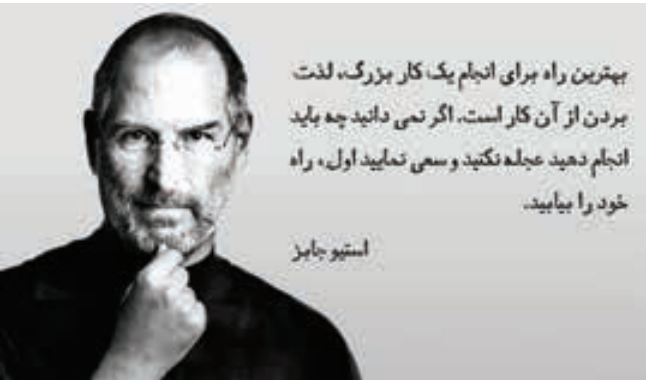 بهترین راه برای انجام یک کار بزرگ، لذت
بردن از آن کار است. اگر نمی دانید چه باید
انجام دهید عجله نکنید و سعی نمایید اول، راه
خود را بیابید.
استیو جابز